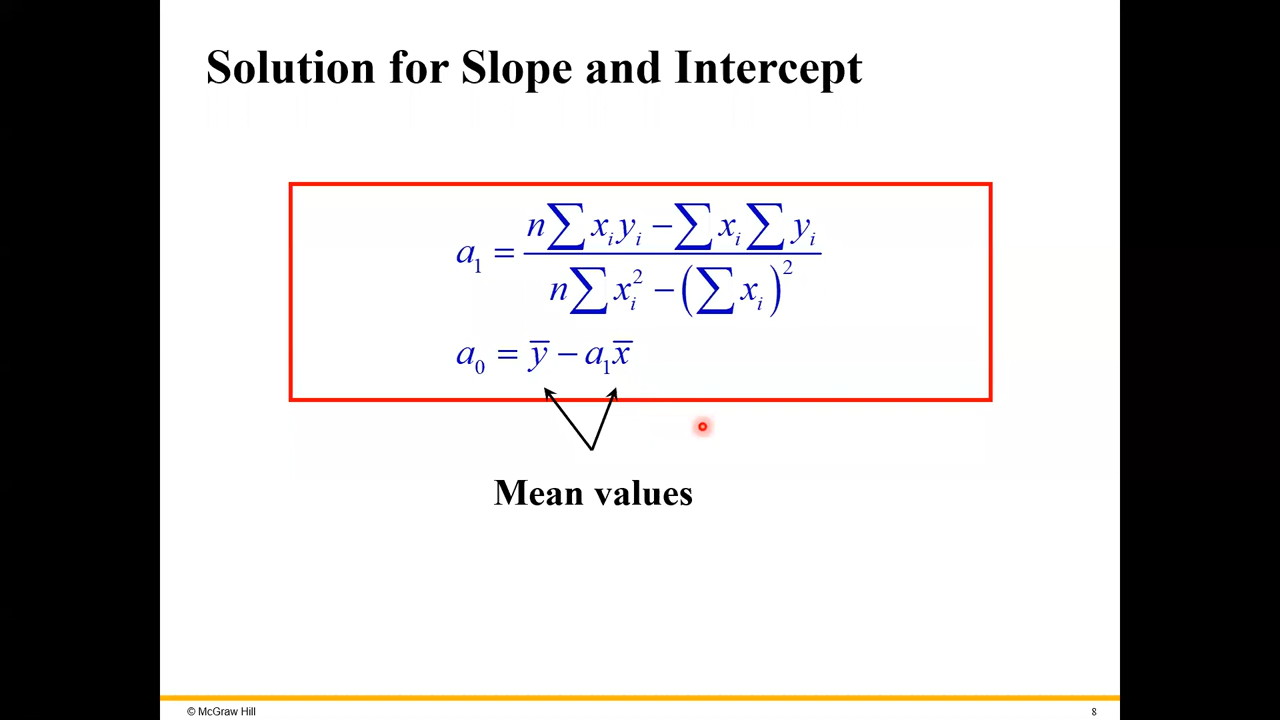 Solution for Slope and Intercept
a₁ = (n∑xᵢyᵢ − ∑xᵢ∑yᵢ) / (n∑xᵢ² − (∑xᵢ)²)
a₀ = y̅ − a₁x̅
Mean values
© McGraw Hill
8